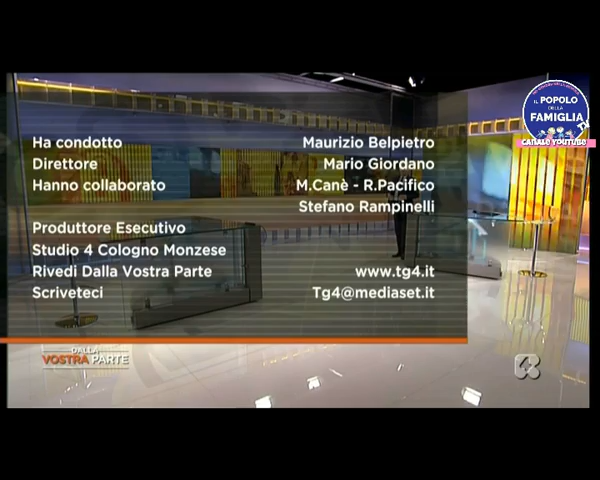 IL POPOLO
DELLA
FAMIGLIA
CANALE YOUTUBE
Ha condotto Maurizio Belpietro
Direttore Mario Giordano
Hanno collaborato M.Canè - R.Pacifico
Stefano Rampinelli
Produttore Esecutivo
Studio 4 Cologno Monzese
Rivedi Dalla Vostra Parte www.tg4.it
Scriveteci Tg4@mediaset.it
DALLA
VOSTRA PARTE